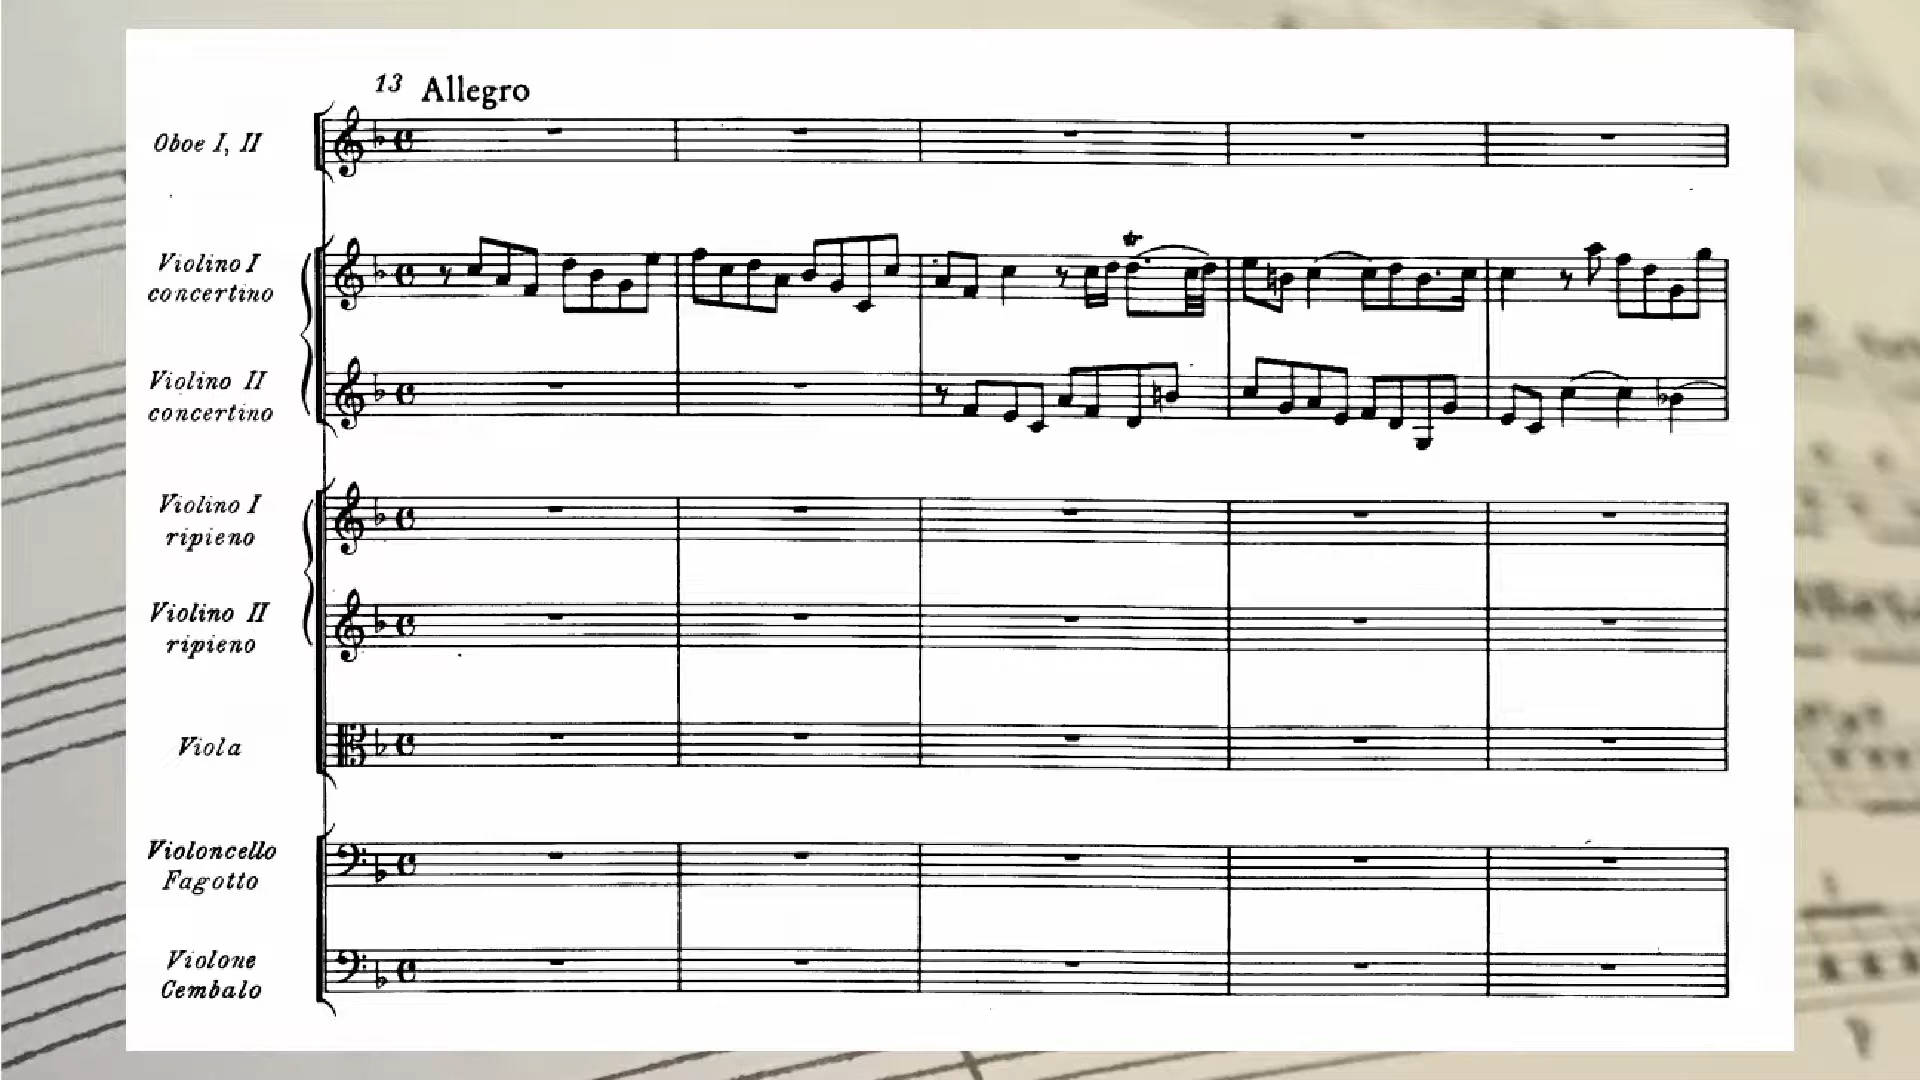 13 Allegro
Oboe I, II
Violino I
concertino
Violino II
concertino
Violino I
ripieno
Violino II
ripieno
Viola
Violoncello
Fagotto
Violone
Cembalo